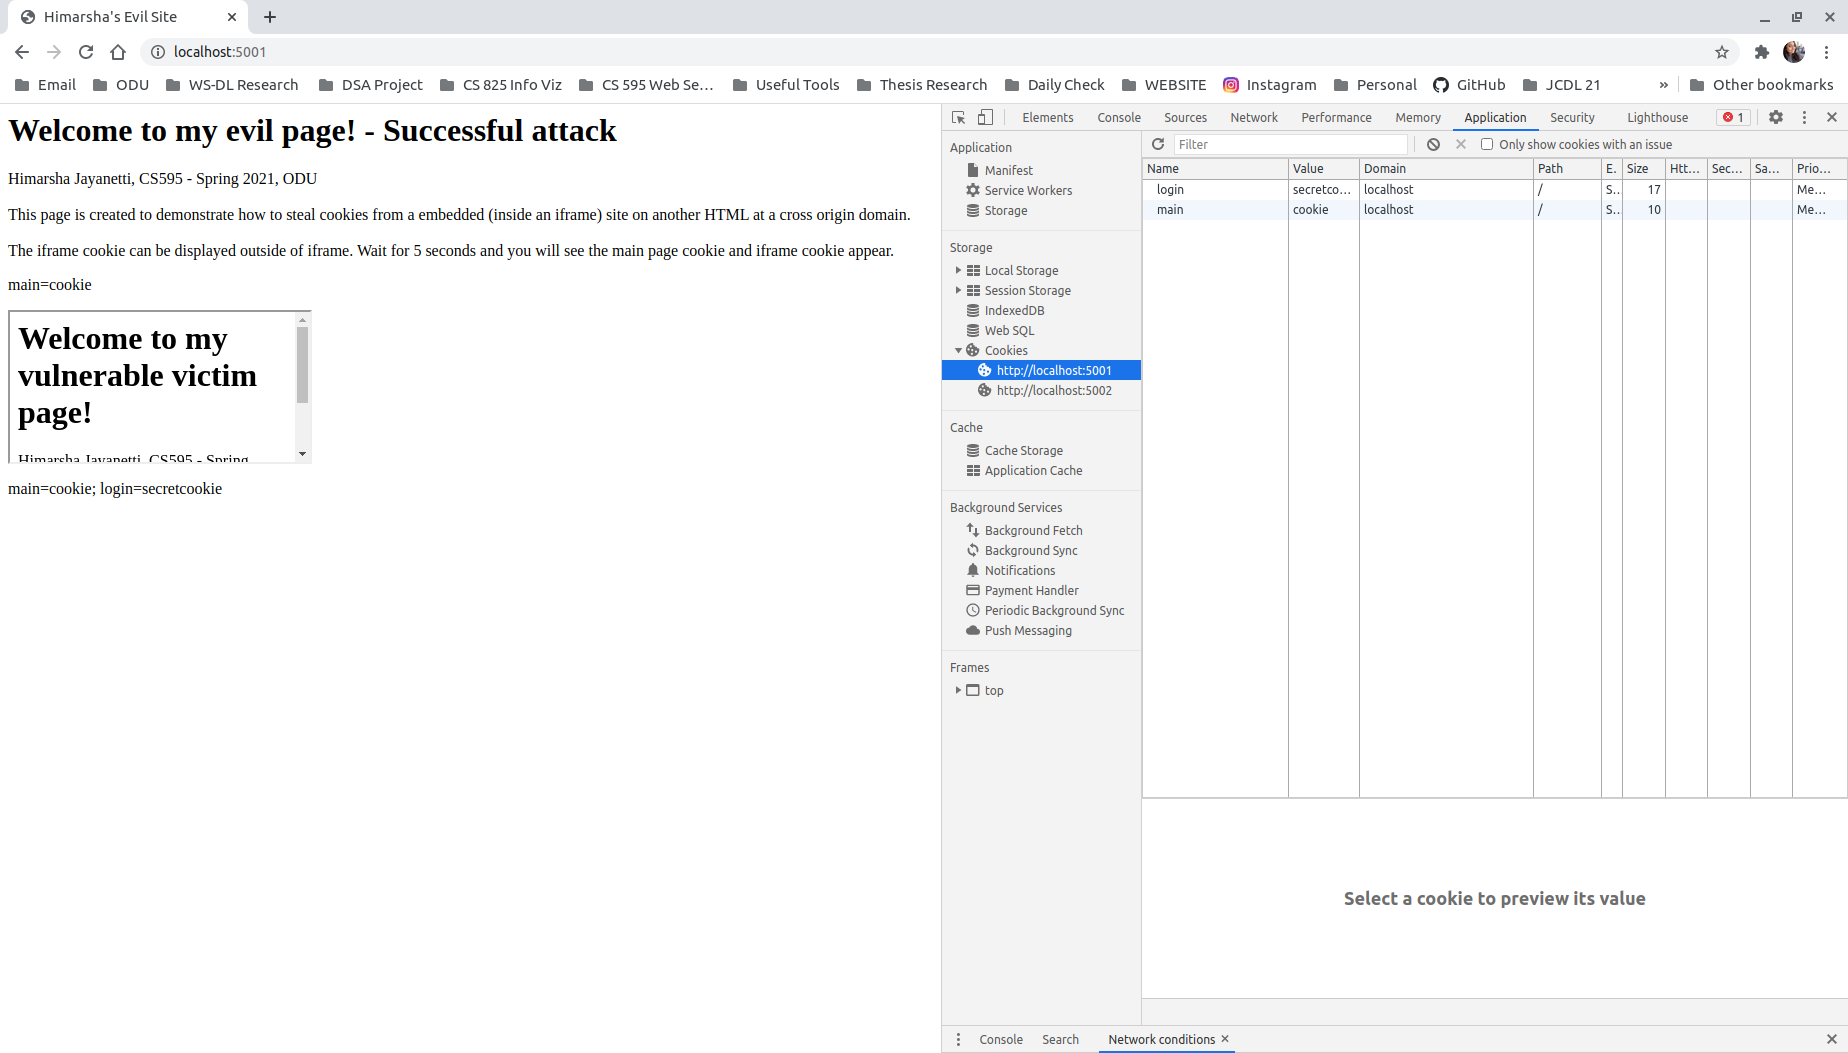 Himarsha's Evil Site
localhost:5001
Email ODU WS-DL Research DSA Project CS 825 Info Viz CS 595 Web Se... Useful Tools Thesis Research Daily Check WEBSITE Instagram Personal GitHub JCDL 21 » Other bookmarks
Welcome to my evil page! - Successful attack
Himarsha Jayanetti, CS595 - Spring 2021, ODU
This page is created to demonstrate how to steal cookies from a embedded (inside an iframe) site on another HTML at a cross origin domain.
The iframe cookie can be displayed outside of iframe. Wait for 5 seconds and you will see the main page cookie and iframe cookie appear.
main=cookie
Welcome to my
vulnerable victim
page!
Himarsha Jayanetti, CS595 - Spring
main=cookie; login=secretcookie
Elements Console Sources Network Performance Memory Application Security Lighthouse 1
Application
Manifest
Service Workers
Storage
Storage
Local Storage
Session Storage
IndexedDB
Web SQL
Cookies
http://localhost:5001
http://localhost:5002
Cache
Cache Storage
Application Cache
Background Services
Background Fetch
Background Sync
Notifications
Payment Handler
Periodic Background Sync
Push Messaging
Frames
top
Filter Only show cookies with an issue
Name Value Domain Path E. Size Htt... Sec... Sa... Prio...
login secretco... localhost / S.. 17 Me...
main cookie localhost / S.. 10 Me...
Select a cookie to preview its value
Console Search Network conditions